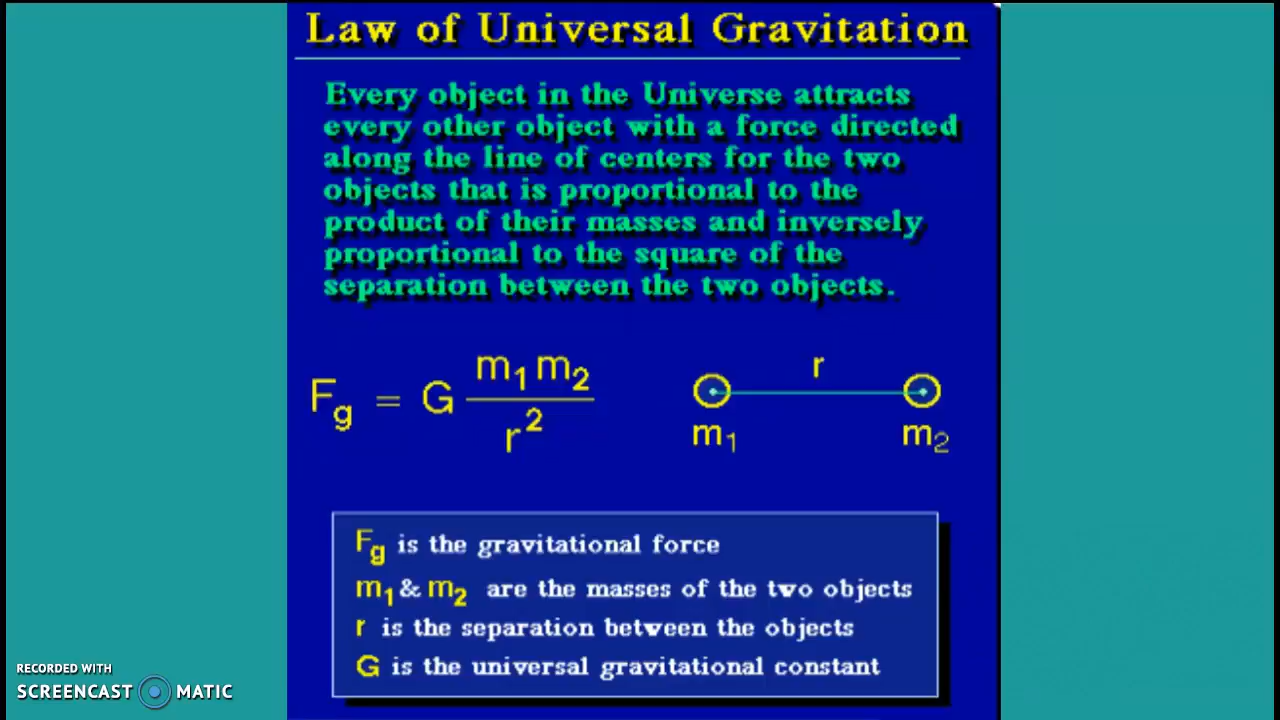 Law of Universal Gravitation
Every object in the Universe attracts
every other object with a force directed
along the line of centers for the two
objects that is proportional to the
product of their masses and inversely
proportional to the square of the
separation between the two objects.
Fg = G m1 m2 / r²
r
m1 m2
Fg is the gravitational force
m1 & m2 are the masses of the two objects
r is the separation between the objects
G is the universal gravitational constant
RECORDED WITH
SCREENCAST MATIC